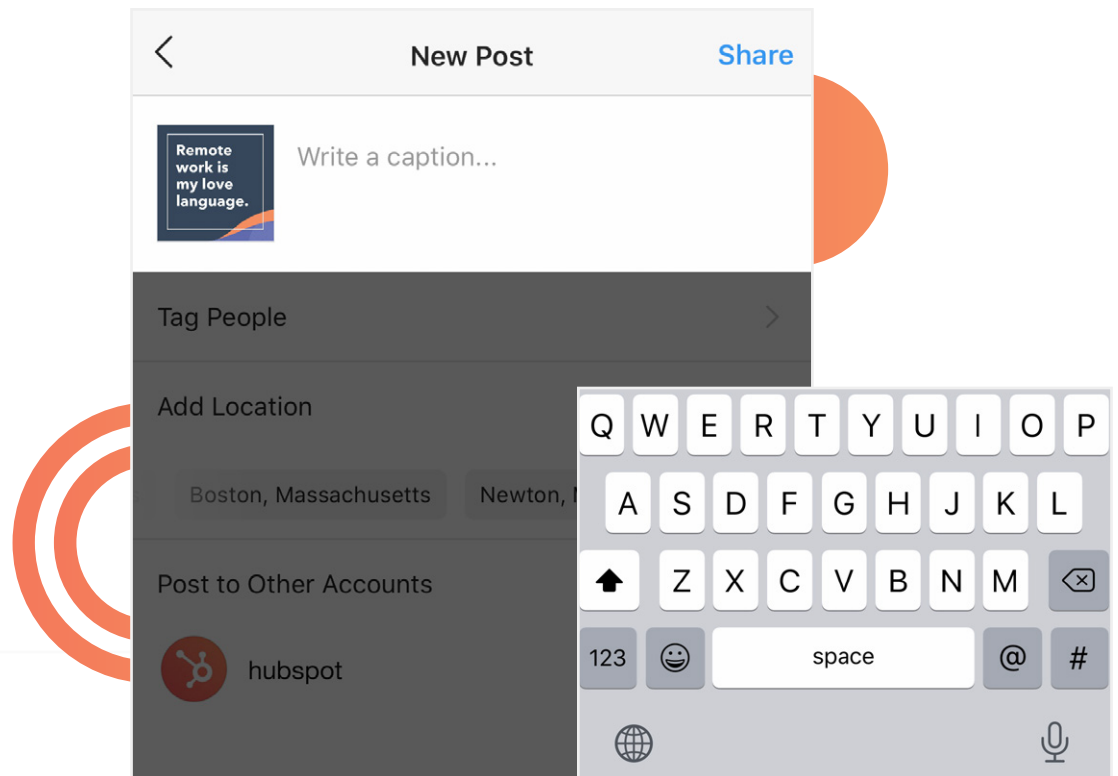 New Post
Share
Remote
work is
my love
language.
Write a caption...
Tag People
Add Location
Boston, Massachusetts
Newton,
Post to Other Accounts
hubspot
Q W E R T Y U I O P
A S D F G H J K L
Z X C V B N M
123 space @ #